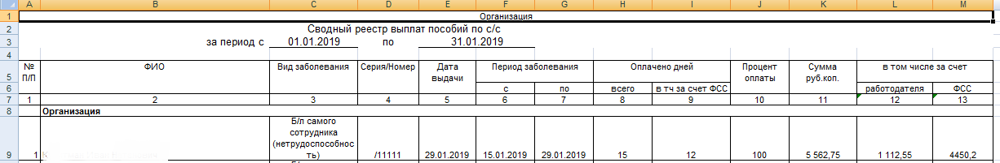 A B C D E F G H I J K L M
1 Организация
2 Сводный реестр выплат пособий по с/с
3 за период с 01.01.2019 по 31.01.2019
4
№ ФИО Вид заболевания Серия/Номер Дата Период заболевания Оплачено дней Процент Сумма в том числе за счет
5 П/П выдачи оплаты руб.коп.
6 с по всего в тч за счет ФСС работодателя ФСС
7 1 2 3 4 5 6 7 8 9 10 11 12 13
8 Организация
Б/л самого
сотрудника
(нетрудоспособнос
9 1 ть) /11111 29.01.2019 15.01.2019 29.01.2019 15 12 100 5 562,75 1 112,55 4450,2